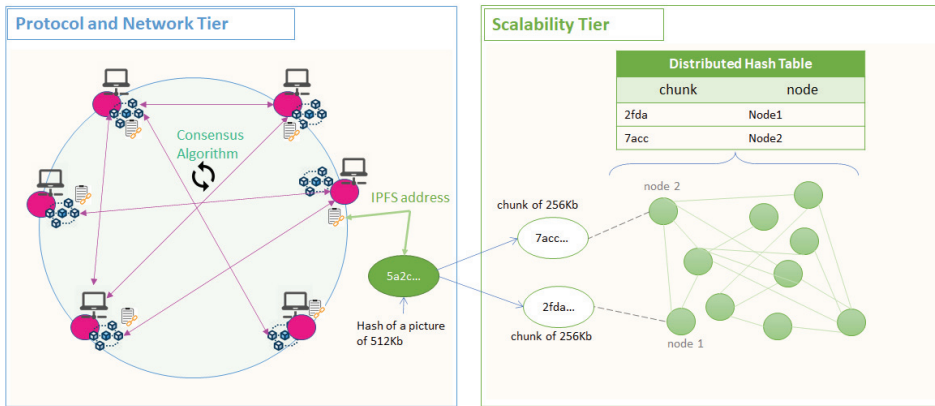 Protocol and Network Tier
Consensus
Algorithm
IPFS address
5a2c...
Hash of a picture
of 512Kb
Scalability Tier
Distributed Hash Table
chunk node
2fda Node1
7acc Node2
chunk of 256Kb
7acc...
node 2
2fda...
chunk of 256Kb
node 1